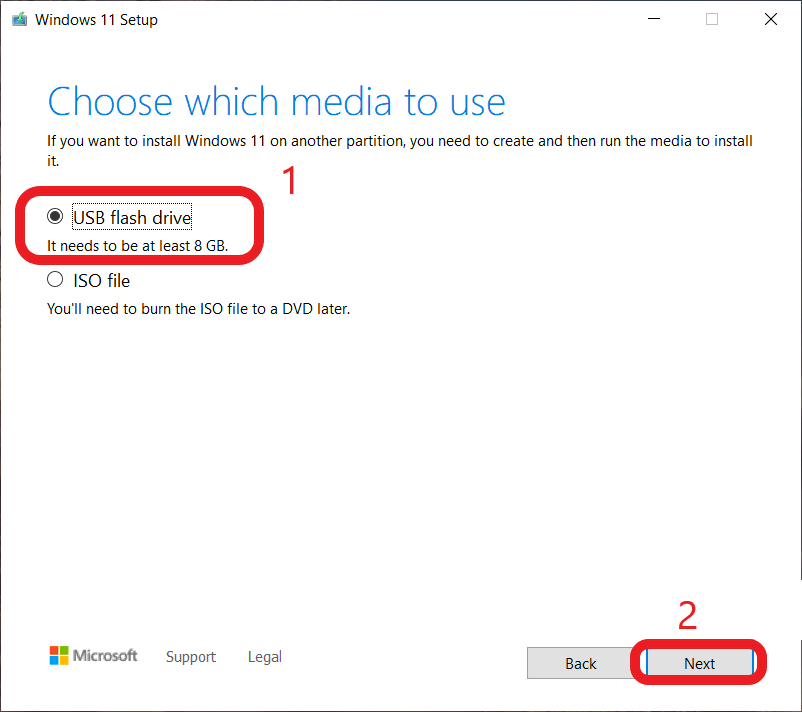 Windows 11 Setup
Choose which media to use
If you want to install Windows 11 on another partition, you need to create and then run the media to install
it.
1
USB flash drive
It needs to be at least 8 GB.
ISO file
You'll need to burn the ISO file to a DVD later.
2
Microsoft Support Legal Back Next